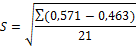 S = √(∑(0,571 − 0,463) / 21)